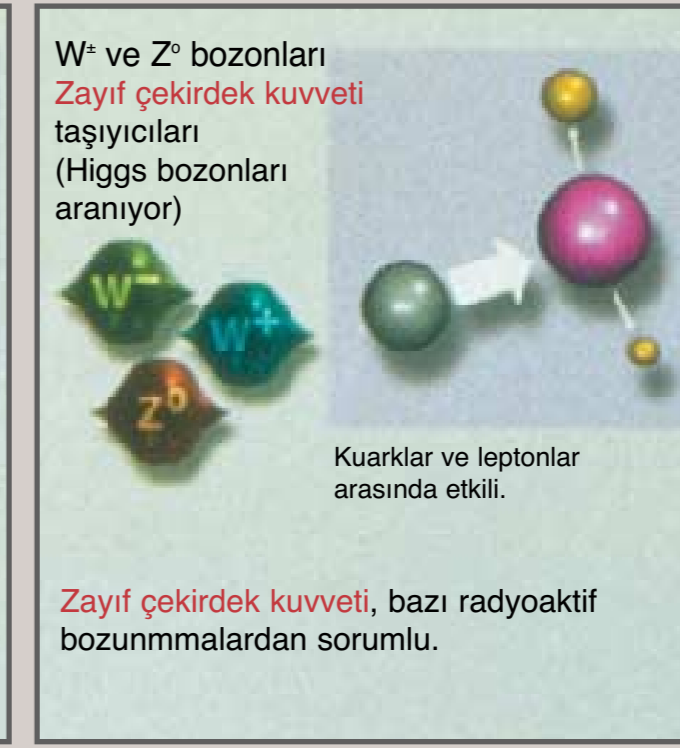 W± ve Zº bozonları
Zayıf çekirdek kuvveti
taşıyıcıları
(Higgs bozonları
aranıyor)
W⁻
W⁺
Z⁰
Kuarklar ve leptonlar
arasında etkili.
Zayıf çekirdek kuvveti, bazı radyoaktif
bozunmmalardan sorumlu.